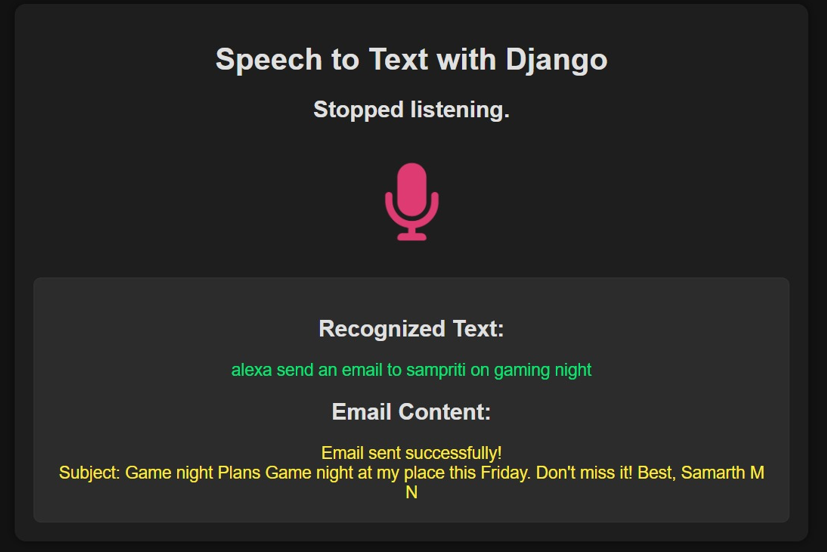 Speech to Text with Django
Stopped listening.
Recognized Text:
alexa send an email to sampriti on gaming night
Email Content:
Email sent successfully!
Subject: Game night Plans Game night at my place this Friday. Don't miss it! Best, Samarth M
N